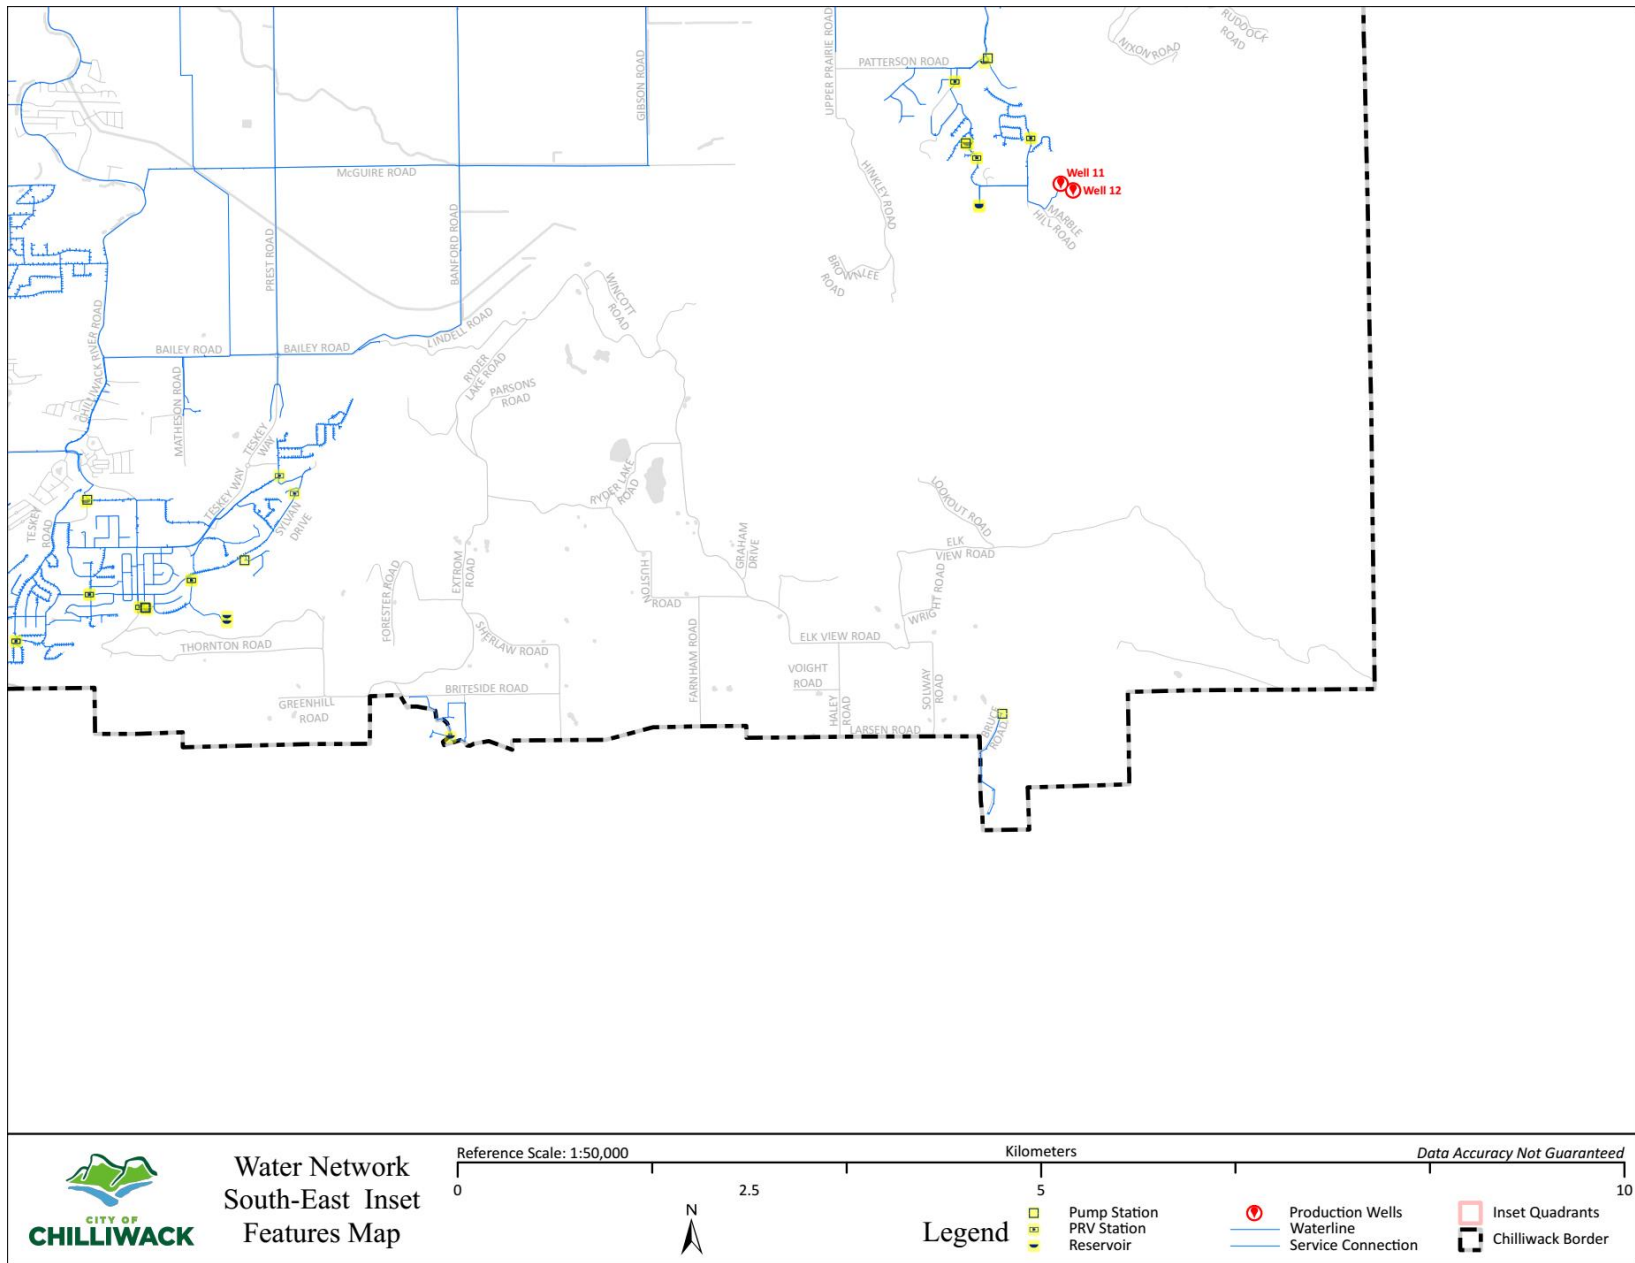 RUDDOCK
ROAD
NIXON ROAD
UPPER PRAIRIE ROAD
PATTERSON ROAD
GIBSON ROAD
McGUIRE ROAD
HINKLEY ROAD
Well 11
Well 12
MARBLE
HILL ROAD
BROWNLEE
ROAD
PREST ROAD
BANFORD ROAD
WINCOTT
ROAD
LINDELL ROAD
BAILEY ROAD
BAILEY ROAD
CHILLIWACK RIVER ROAD
MATHESON ROAD
RYDER
LAKE ROAD
PARSONS
ROAD
TESKEY
WAY
TESKEY WAY
RYDER LAKE
ROAD
LOOKOUT ROAD
TESKEY
ROAD
SYLVAN
DRIVE
ELK
VIEW ROAD
GRAHAM
DRIVE
EXTROM
ROAD
FORESTER ROAD
HUSTON
ROAD
WRIGHT ROAD
THORNTON ROAD
SHERLAW ROAD
FARNHAM ROAD
ELK VIEW ROAD
VOIGHT
ROAD
SOLWAY
ROAD
BRITESIDE ROAD
GREENHILL
ROAD
HALEY
ROAD
LARSEN ROAD
BRUCE
ROAD
CITY OF
CHILLIWACK
Water Network
South-East Inset
Features Map
Reference Scale: 1:50,000
Kilometers
Data Accuracy Not Guaranteed
0 2.5 5 10
N
Legend
Pump Station
PRV Station
Reservoir
Production Wells
Waterline
Service Connection
Inset Quadrants
Chilliwack Border